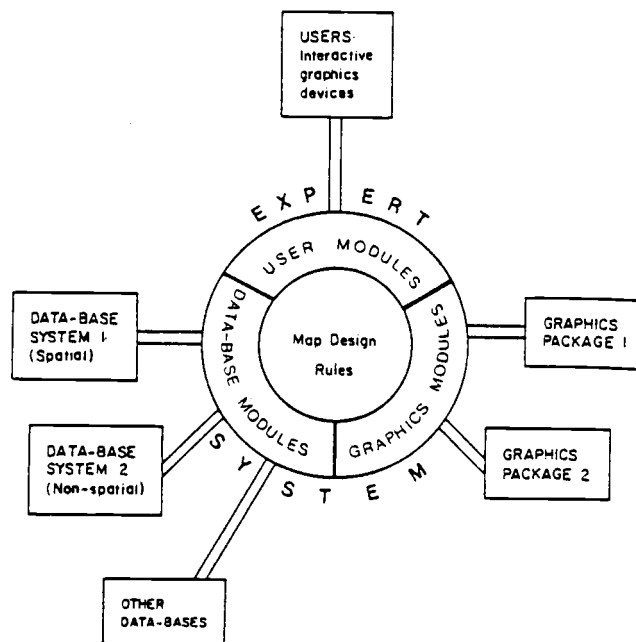 USERS:
Interactive
graphics
devices
EXPERT
USER MODULES
DATA-BASE MODULES
GRAPHICS MODULES
Map Design
Rules
DATA-BASE
SYSTEM 1
(Spatial)
GRAPHICS
PACKAGE 1
DATA-BASE
SYSTEM 2
(Non-spatial)
GRAPHICS
PACKAGE 2
SYSTEM
OTHER
DATA-BASES